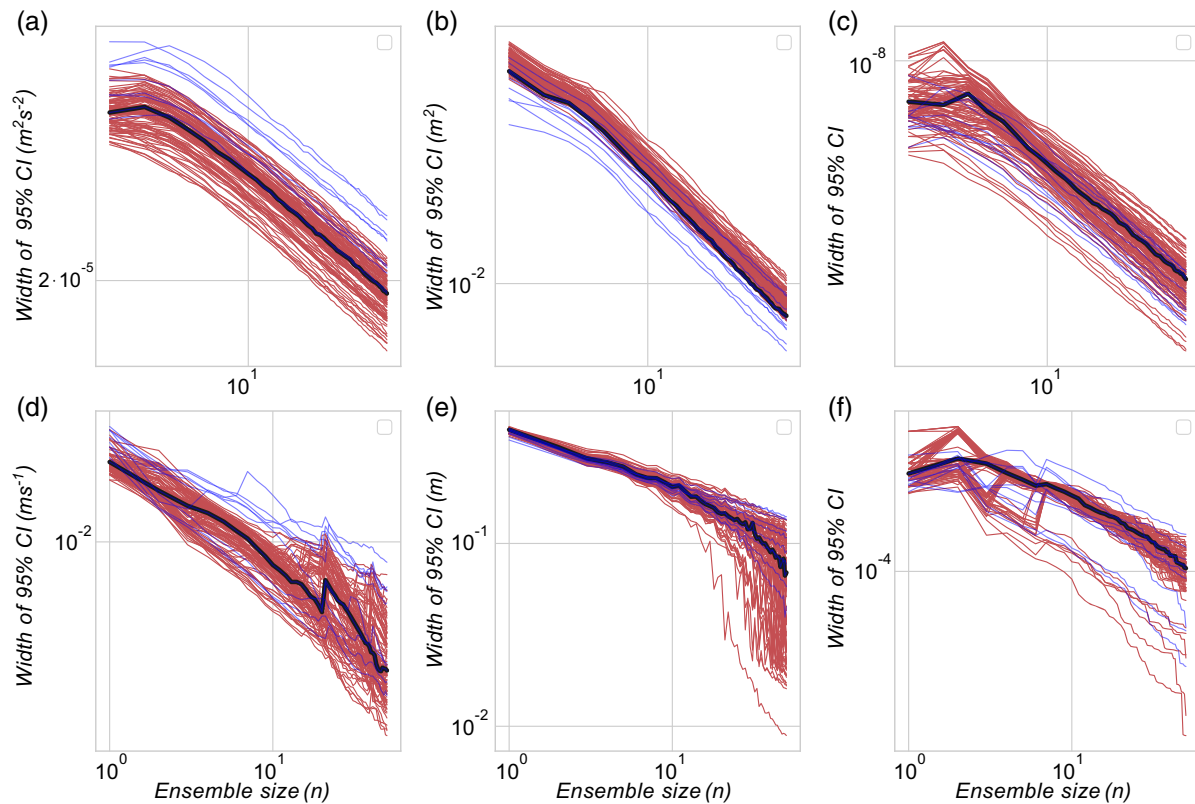 (a)
(b)
(c)
Width of 95% CI (m²s⁻²)
2·10⁻⁵
10¹
Width of 95% CI (m²)
10⁻²
10¹
Width of 95% CI
10⁻⁸
10¹
(d)
(e)
(f)
Width of 95% CI (ms⁻¹)
10⁻²
10⁰
10¹
Ensemble size (n)
Width of 95% CI (m)
10⁻¹
10⁻²
10⁰
10¹
Ensemble size (n)
Width of 95% CI
10⁻⁴
10⁰
10¹
Ensemble size (n)